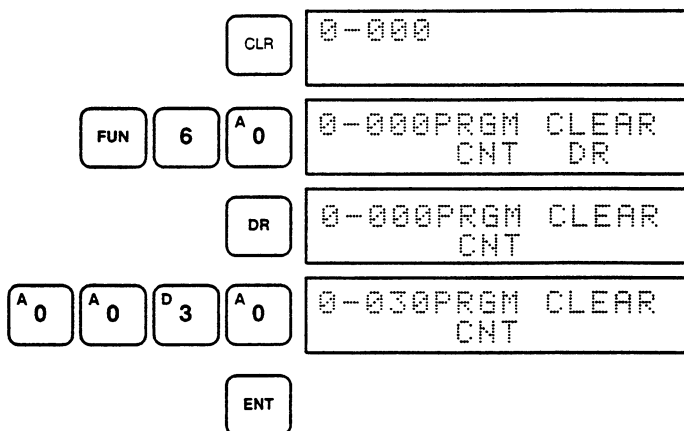 CLR 0-000
FUN 6 A 0 0-000PRGM CLEAR
CNT DR
DR 0-000PRGM CLEAR
CNT
A 0 A 0 D 3 A 0 0-030PRGM CLEAR
CNT
ENT